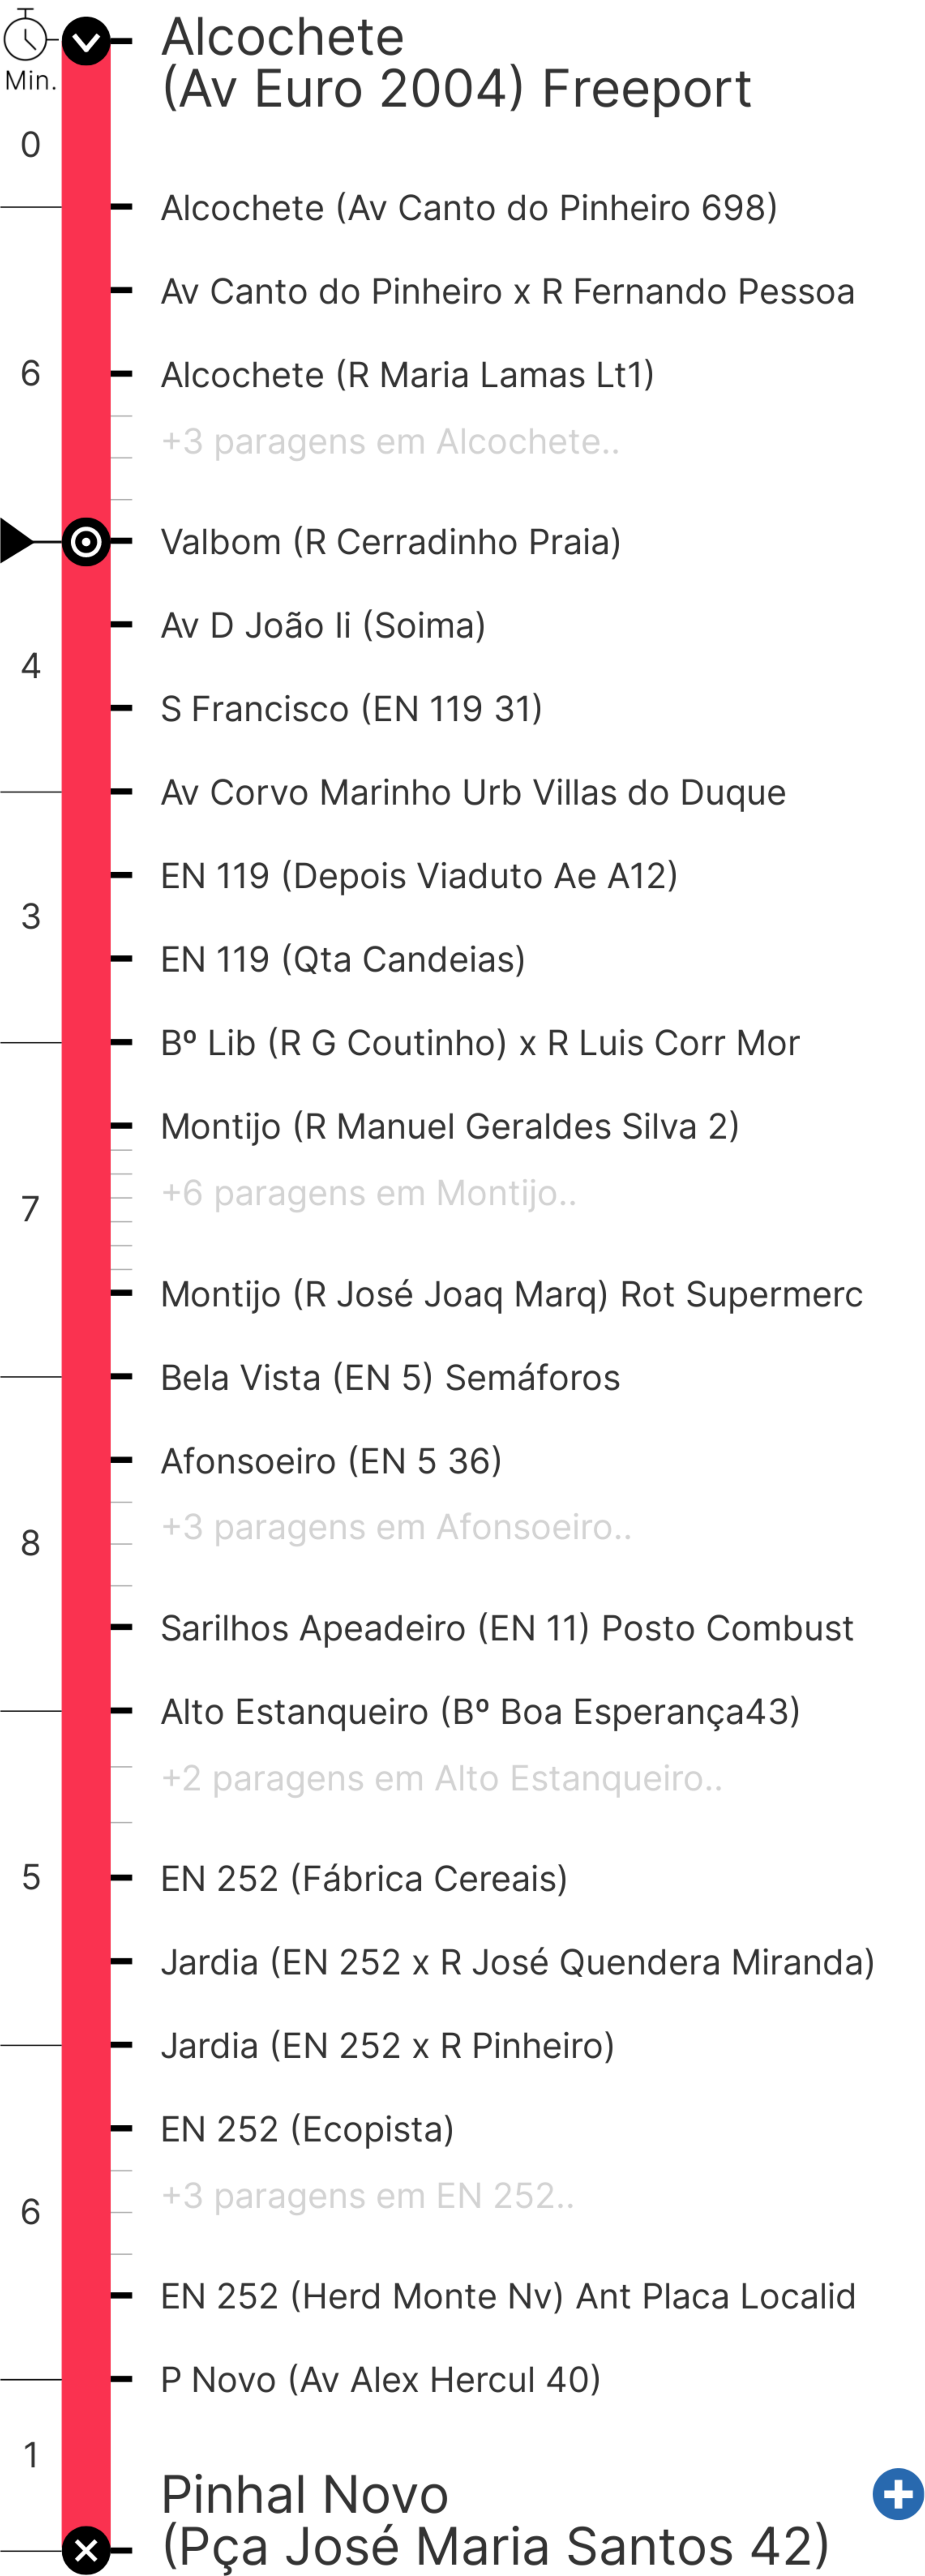 Alcochete
(Av Euro 2004) Freeport
Min.
0
Alcochete (Av Canto do Pinheiro 698)
Av Canto do Pinheiro x R Fernando Pessoa
6
Alcochete (R Maria Lamas Lt1)
+3 paragens em Alcochete..
Valbom (R Cerradinho Praia)
Av D João Ii (Soima)
4
S Francisco (EN 119 31)
Av Corvo Marinho Urb Villas do Duque
EN 119 (Depois Viaduto Ae A12)
3
EN 119 (Qta Candeias)
Bº Lib (R G Coutinho) x R Luis Corr Mor
Montijo (R Manuel Geraldes Silva 2)
+6 paragens em Montijo..
7
Montijo (R José Joaq Marq) Rot Supermerc
Bela Vista (EN 5) Semáforos
Afonsoeiro (EN 5 36)
+3 paragens em Afonsoeiro..
8
Sarilhos Apeadeiro (EN 11) Posto Combust
Alto Estanqueiro (Bº Boa Esperança43)
+2 paragens em Alto Estanqueiro..
5
EN 252 (Fábrica Cereais)
Jardia (EN 252 x R José Quendera Miranda)
Jardia (EN 252 x R Pinheiro)
EN 252 (Ecopista)
+3 paragens em EN 252..
6
EN 252 (Herd Monte Nv) Ant Placa Localid
P Novo (Av Alex Hercul 40)
1
Pinhal Novo
(Pça José Maria Santos 42)